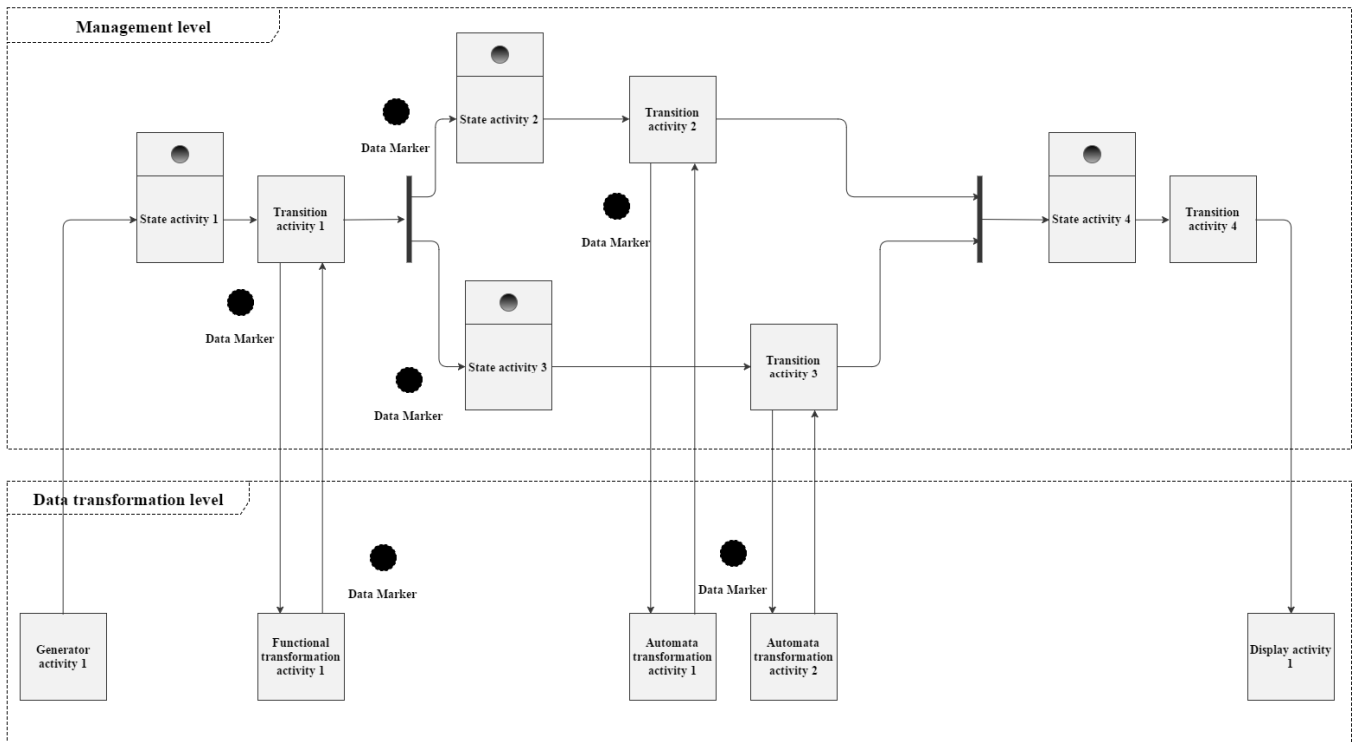 Management level
Data Marker
State activity 2
Transition
activity 2
State activity 1
Transition
activity 1
Data Marker
State activity 4
Transition
activity 4
Data Marker
State activity 3
Transition
activity 3
Data Marker
Data transformation level
Data Marker
Data Marker
Generator
activity 1
Functional
transformation
activity 1
Automata
transformation
activity 1
Automata
transformation
activity 2
Display activity
1